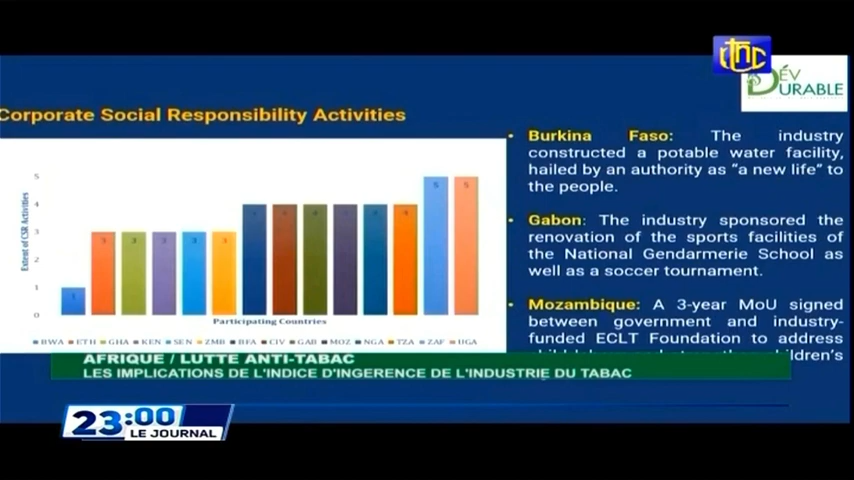 tnc
DÉV
DURABLE
Corporate Social Responsibility Activities
Extent of CSR Activities
5
4
3
2
1
0
1
3
3
3
3
3
4
4
4
4
4
4
5
5
Participating Countries
BWA ETH GHA KEN SEN ZMB BFA CIV GAB MOZ NGA TZA ZAF UGA
• Burkina Faso: The industry
constructed a potable water facility,
hailed by an authority as “a new life” to
the people.
• Gabon: The industry sponsored the
renovation of the sports facilities of
the National Gendarmerie School as
well as a soccer tournament.
• Mozambique: A 3-year MoU signed
between government and industry-
funded ECLT Foundation to address
AFRIQUE / LUTTE ANTI-TABAC
LES IMPLICATIONS DE L'INDICE D'INGERENCE DE L'INDUSTRIE DU TABAC
23:00
LE JOURNAL